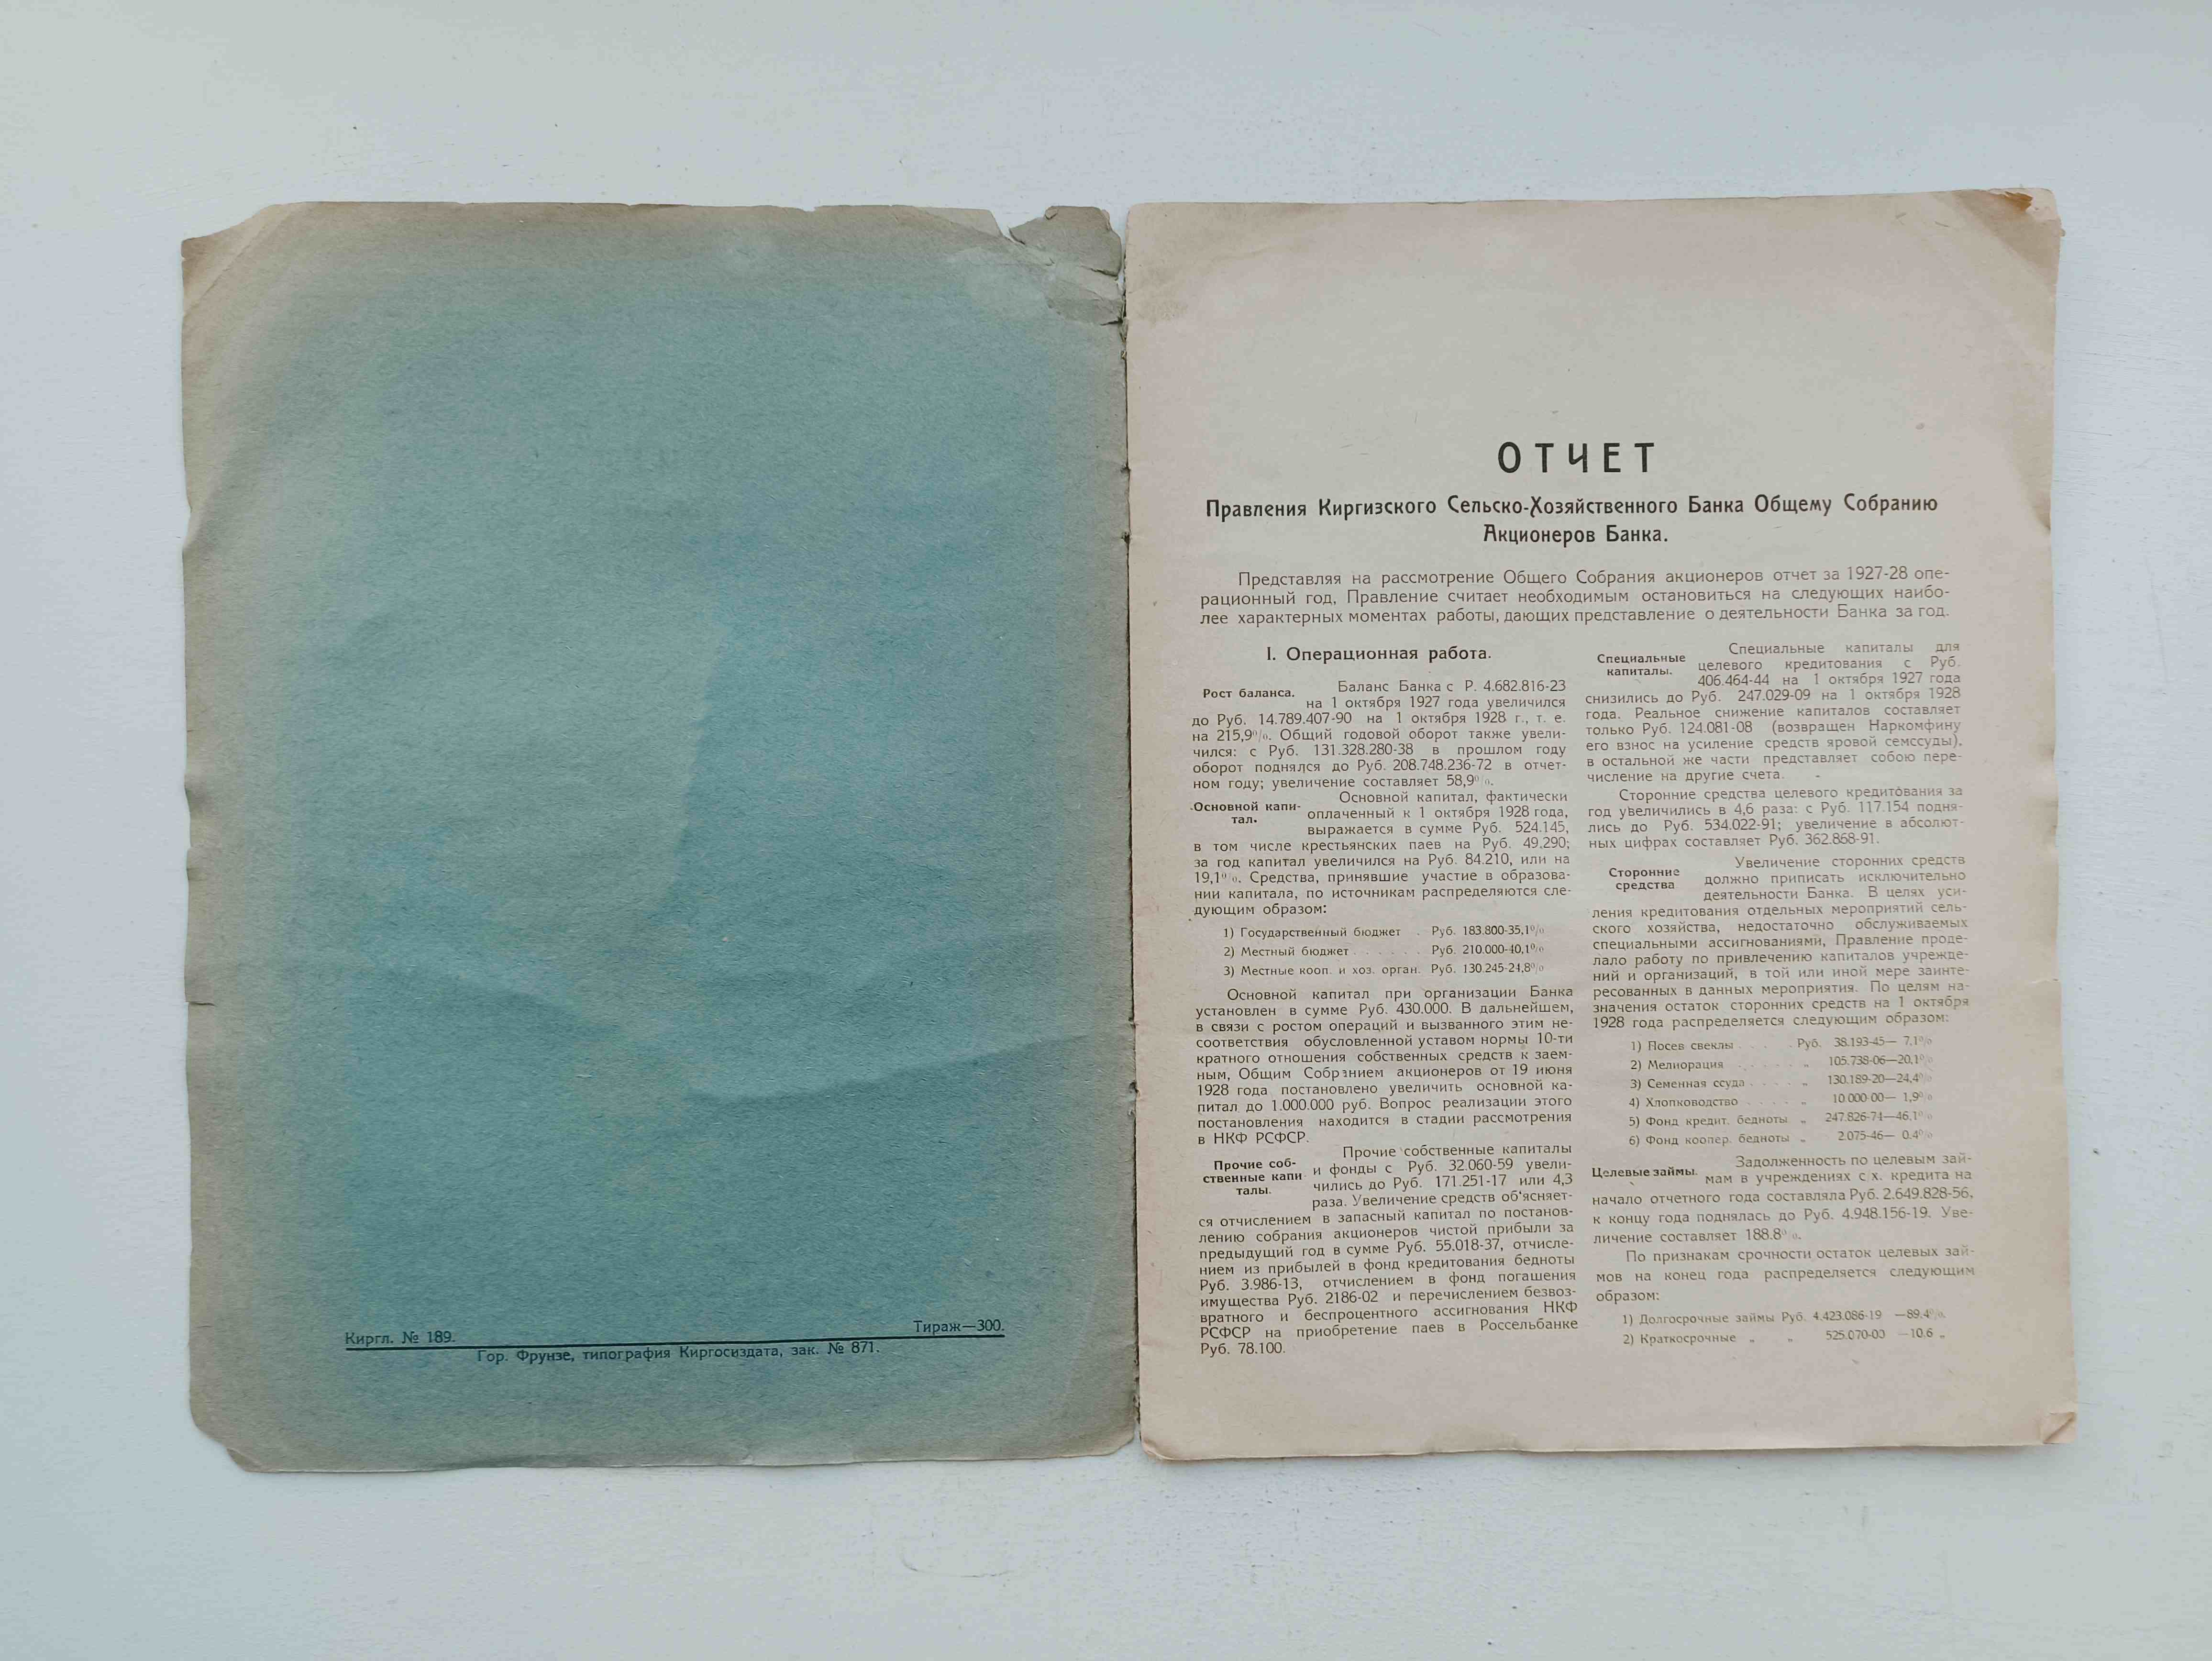 Киргл. № 189.
Тираж—300.
Гор. Фрунзе, типография Киргосиздата, зак. № 871.
ОТЧЕТ
Правления Киргизского Сельско-Хозяйственного Банка Общему Собранию
Акционеров Банка.
Представляя на рассмотрение Общего Собрания акционеров отчет за 1927-28 опе-
рационный год, Правление считает необходимым остановиться на следующих наибо-
лее характерных моментах работы, дающих представление о деятельности Банка за год.
I. Операционная работа.
Рост баланса.
Баланс Банка с Р. 4.682.816-23
на 1 октября 1927 года увеличился
до Руб. 14.789.407-90 на 1 октября 1928 г., т. е.
на 215,9%. Общий годовой оборот также увели-
чился: с Руб. 131.328.280-38 в прошлом году
оборот поднялся до Руб. 208.748.236-72 в отчет-
ном году; увеличение составляет 58,9%.
Основной капи-
тал.
Основной капитал, фактически
оплаченный к 1 октября 1928 года,
выражается в сумме Руб. 524.145,
в том числе крестьянских паев на Руб. 49,290;
за год капитал увеличился на Руб. 84.210, или на
19,1%. Средства, принявшие участие в образова-
нии капитала, по источникам распределяются сле-
дующим образом:
1) Государственный бюджет . Руб. 183.800-35,1%
2) Местный бюджет . . . . . . Руб. 210.000-40,1%
3) Местные кооп. и хоз. орган. Руб. 130.245-24,8%
Основной капитал при организации Банка
установлен в сумме Руб. 430.000. В дальнейшем,
в связи с ростом операций и вызванного этим не-
соответствия обусловленной уставом нормы 10-ти
кратного отношения собственных средств к заем-
ным, Общим Собранием акционеров от 19 июня
1928 года постановлено увеличить основной ка-
питал до 1.000.000 руб. Вопрос реализации этого
постановления находится в стадии рассмотрения
в НКФ РСФСР.
Прочие соб-
ственные капи
талы.
Прочие собственные капиталы
и фонды с Руб. 32.060-59 увели-
чились до Руб. 171.251-17 или 4,3
раза. Увеличение средств об‘ясняет-
ся отчислением в запасный капитал по постанов-
лению собрания акционеров чистой прибыли за
предыдущий год в сумме Руб. 55.018-37, отчисле-
нием из прибылей в фонд кредитования бедноты
Руб. 3.986-13, отчислением в фонд погашения
имущества Руб. 2186-02 и перечислением безвоз-
вратного и беспроцентного ассигнования НКФ
РСФСР на приобретение паев в Россельбанке
Руб. 78.100.
Специальные
капиталы.
Специальные капиталы для
целевого кредитования с Руб.
406.464-44 на 1 октября 1927 года
снизились до Руб. 247.029-09 на 1 октября 1928
года. Реальное снижение капиталов составляет
только Руб. 124.081-08 (возвращен Наркомфину
его взнос на усиление средств яровой семссуды),
в остальной же части представляет собою пере-
числение на другие счета.
Сторонние средства целевого кредитования за
год увеличились в 4,6 раза: с Руб. 117.154 подня-
лись до Руб. 534.022-91; увеличение в абсолют-
ных цифрах составляет Руб. 362.868-91.
Сторонние
средства
Увеличение сторонних средств
должно приписать исключительно
деятельности Банка. В целях уси-
ления кредитования отдельных мероприятий сель-
ского хозяйства, недостаточно обслуживаемых
специальными ассигнованиями, Правление проде-
лало работу по привлечению капиталов учрежде-
ний и организаций, в той или иной мере заинте-
ресованных в данных мероприятия. По целям на-
значения остаток сторонних средств на 1 октября
1928 года распределяется следующим образом:
1) Посев свеклы . . . . Руб. 38.193-45— 7,1%
2) Мелиорация . . . . . „ 105.738-06—20,1%
3) Семенная ссуда . . . . „ 130.189-20—24,4%
4) Хлопководство . . . . „ 10.000-00— 1,9%
5) Фонд кредит. бедноты „ 247.826-74—46,1%
6) Фонд коопер. бедноты „ 2.075-46— 0.4%
Целевые займы.
Задолженность по целевым зай-
мам в учреждениях с.х. кредита на
начало отчетного года составляла Руб. 2.649.828-56,
к концу года поднялась до Руб. 4.948.156-19. Уве-
личение составляет 188.8%.
По признакам срочности остаток целевых зай-
мов на конец года распределяется следующим
образом:
1) Долгосрочные займы Руб. 4.423.086-19 —89.4%.
2) Краткосрочные „ „ 525.070-00 —10.6 „